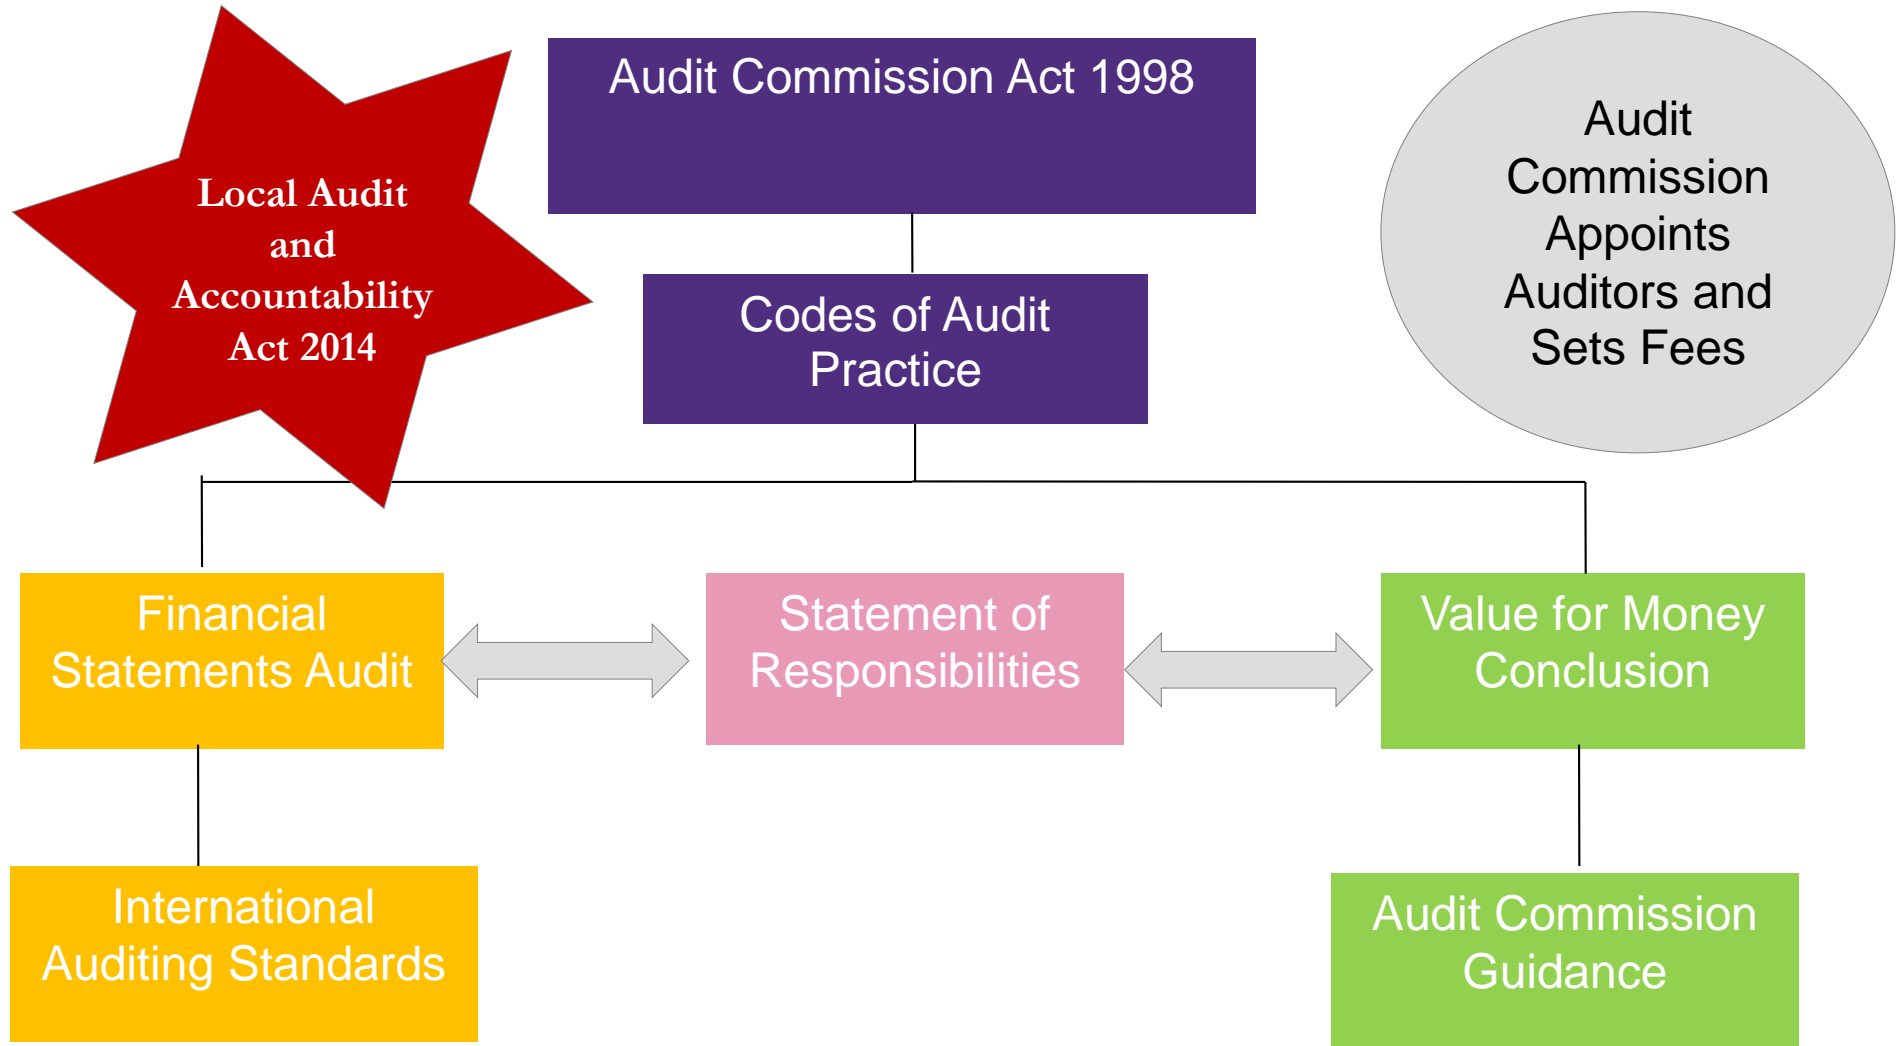 Audit Commission Act 1998
Local Audit
and
Accountability
Act 2014
Audit
Commission
Appoints
Auditors and
Sets Fees
Codes of Audit
Practice
Financial
Statements Audit
Statement of
Responsibilities
Value for Money
Conclusion
International
Auditing Standards
Audit Commission
Guidance